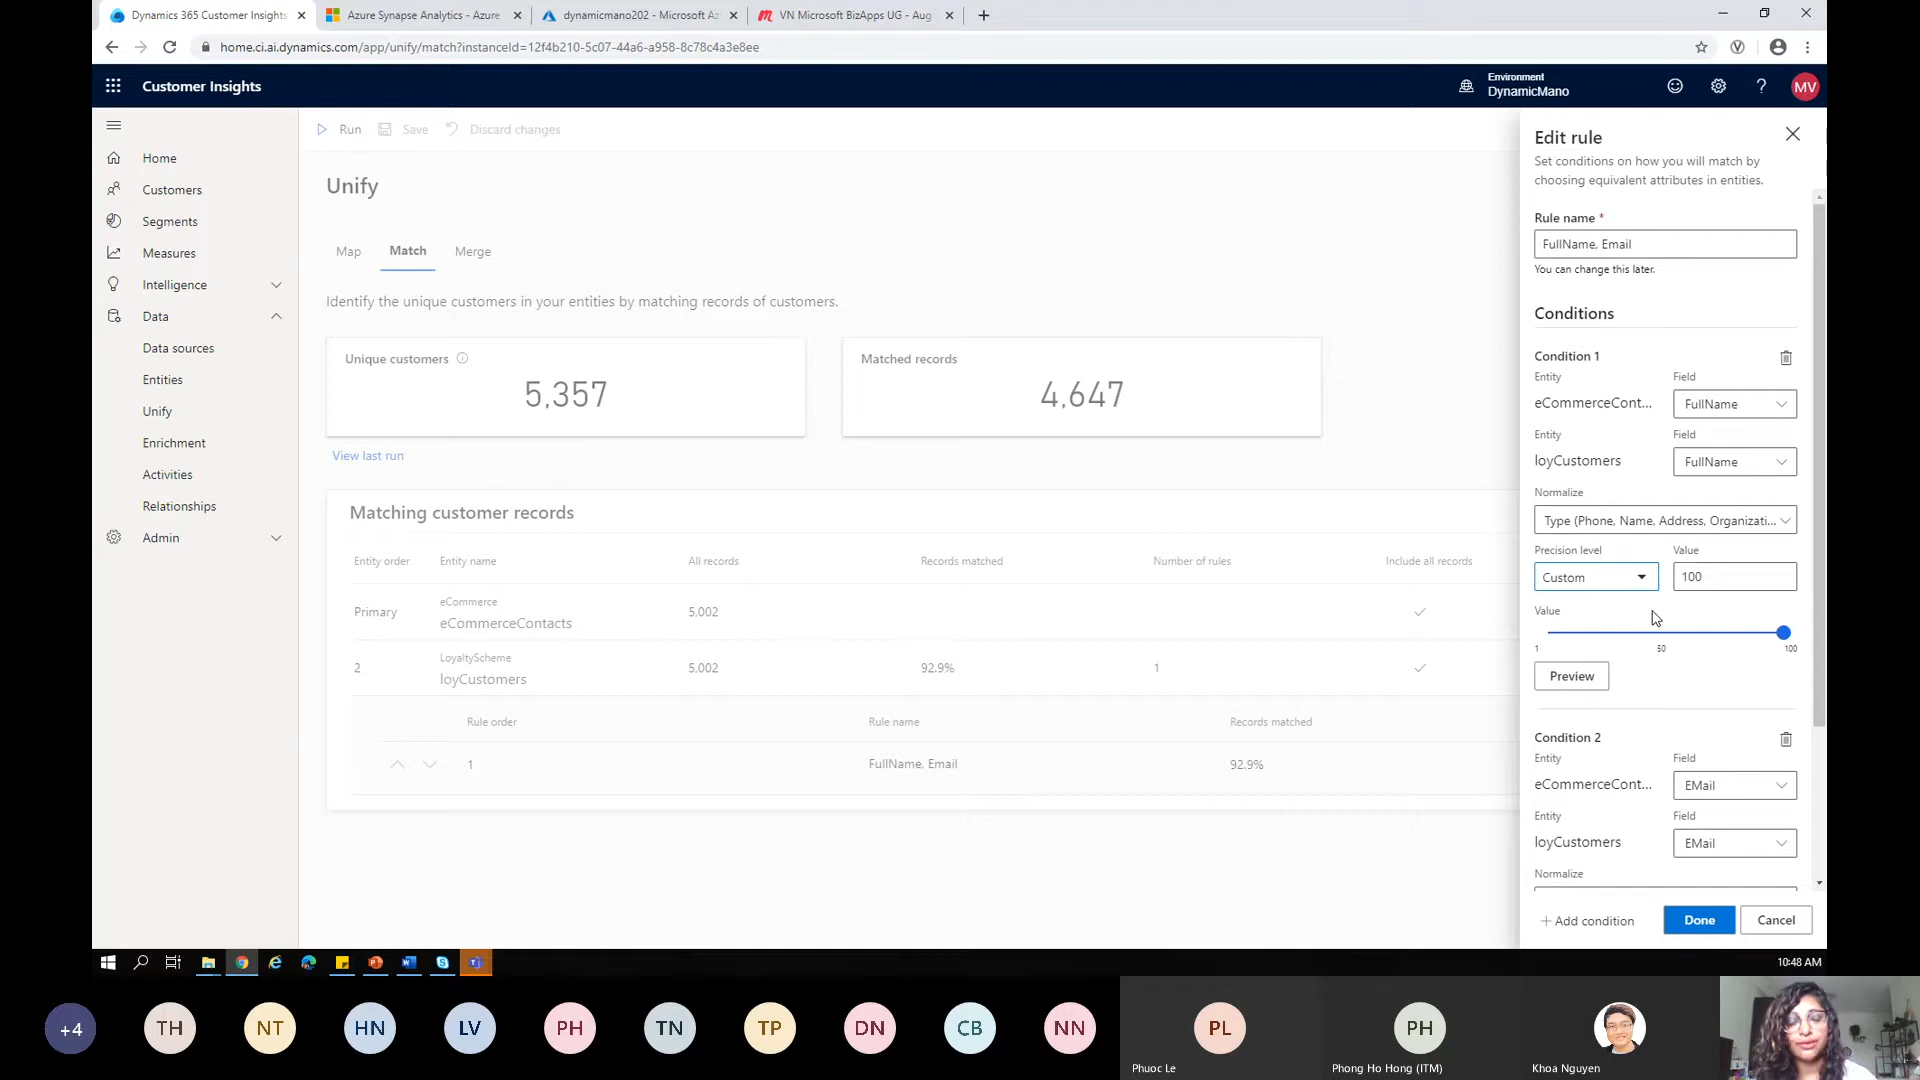 Dynamics 365 Customer Insights
Azure Synapse Analytics - Azure
dynamicmano202 - Microsoft Az
VN Microsoft BizApps UG - Aug
home.ci.ai.dynamics.com/app/unify/match?instanceId=12f4b210-5c07-44a6-a958-8c78c4a3e8ee
Customer Insights
Environment
DynamicMano
?
MV
Home
Customers
Segments
Measures
Intelligence
Data
Data sources
Entities
Unify
Enrichment
Activities
Relationships
Admin
Run
Save
Discard changes
Unify
Map
Match
Merge
Identify the unique customers in your entities by matching records of customers.
Unique customers
5,357
Matched records
4,647
View last run
Matching customer records
Entity order
Entity name
All records
Records matched
Number of rules
Include all records
Primary
eCommerce
eCommerceContacts
5,002
2
LoyaltyScheme
loyCustomers
5,002
92.9%
1
Rule order
Rule name
Records matched
1
FullName, Email
92.9%
Edit rule
Set conditions on how you will match by
choosing equivalent attributes in entities.
Rule name *
FullName, Email
You can change this later.
Conditions
Condition 1
Entity
Field
eCommerceCont...
FullName
Entity
Field
loyCustomers
FullName
Normalize
Type (Phone, Name, Address, Organizati...
Precision level
Value
Custom
100
Value
1
50
100
Preview
Condition 2
Entity
Field
eCommerceCont...
EMail
Entity
Field
loyCustomers
EMail
Normalize
+ Add condition
Done
Cancel
10:48 AM
+4
TH
NT
HN
LV
PH
TN
TP
DN
CB
NN
PL
Phuoc Le
PH
Phong Ho Hong (ITM)
Khoa Nguyen